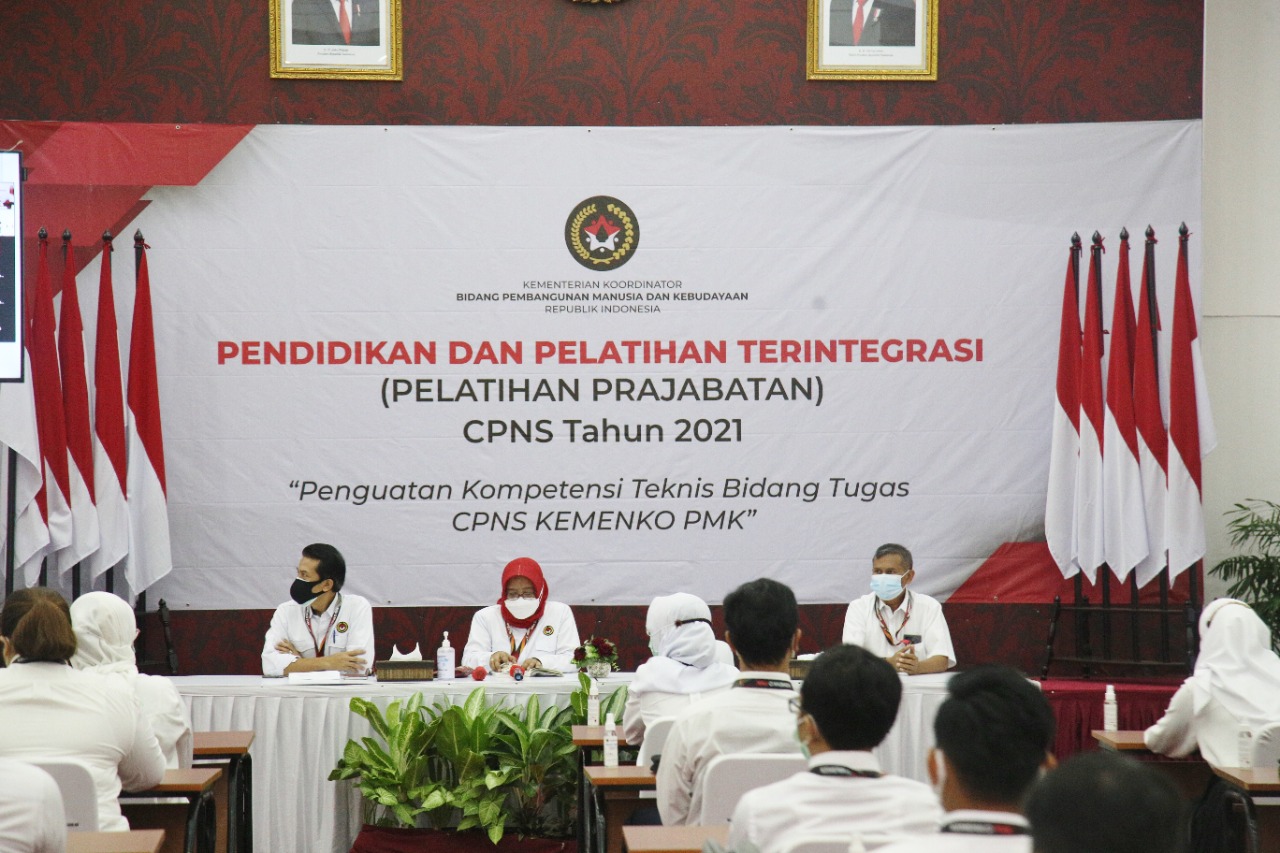 KEMENTERIAN KOORDINATOR
BIDANG PEMBANGUNAN MANUSIA DAN KEBUDAYAAN
REPUBLIK INDONESIA
PENDIDIKAN DAN PELATIHAN TERINTEGRASI
(PELATIHAN PRAJABATAN)
CPNS Tahun 2021
“Penguatan Kompetensi Teknis Bidang Tugas
CPNS KEMENKO PMK”